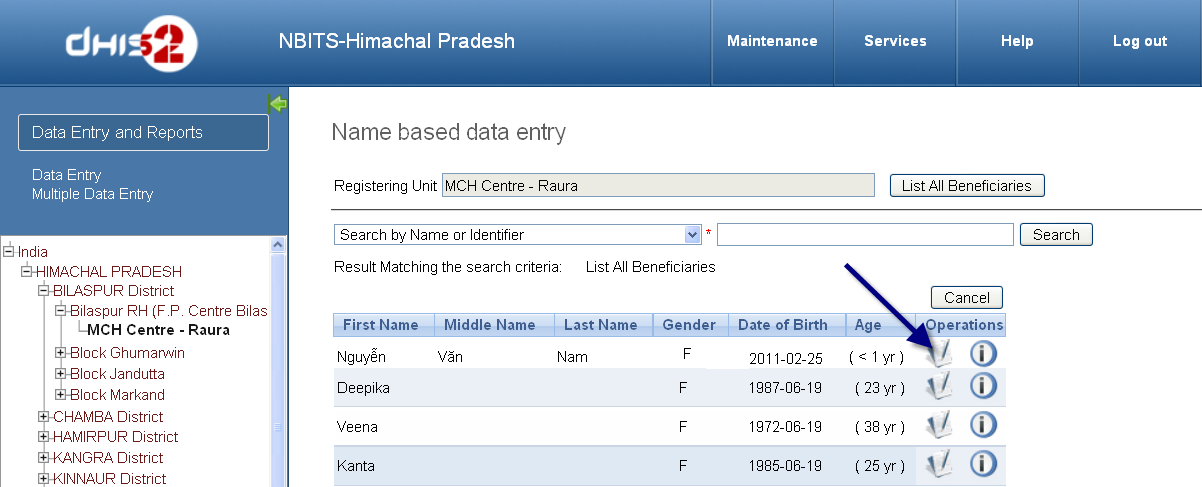 dHIS2
NBITS-Himachal Pradesh
Maintenance
Services
Help
Log out
Data Entry and Reports
Data Entry
Multiple Data Entry
India
HIMACHAL PRADESH
BILASPUR District
Bilaspur RH (F.P. Centre Bilas
MCH Centre - Raura
Block Ghumarwin
Block Jandutta
Block Markand
CHAMBA District
HAMIRPUR District
KANGRA District
KINNAUR District
Name based data entry
Registering Unit MCH Centre - Raura List All Beneficiaries
Search by Name or Identifier * Search
Result Matching the search criteria: List All Beneficiaries
Cancel
First Name Middle Name Last Name Gender Date of Birth Age Operations
Nguyễn Văn Nam F 2011-02-25 ( < 1 yr )
Deepika F 1987-06-19 ( 23 yr )
Veena F 1972-06-19 ( 38 yr )
Kanta F 1985-06-19 ( 25 yr )